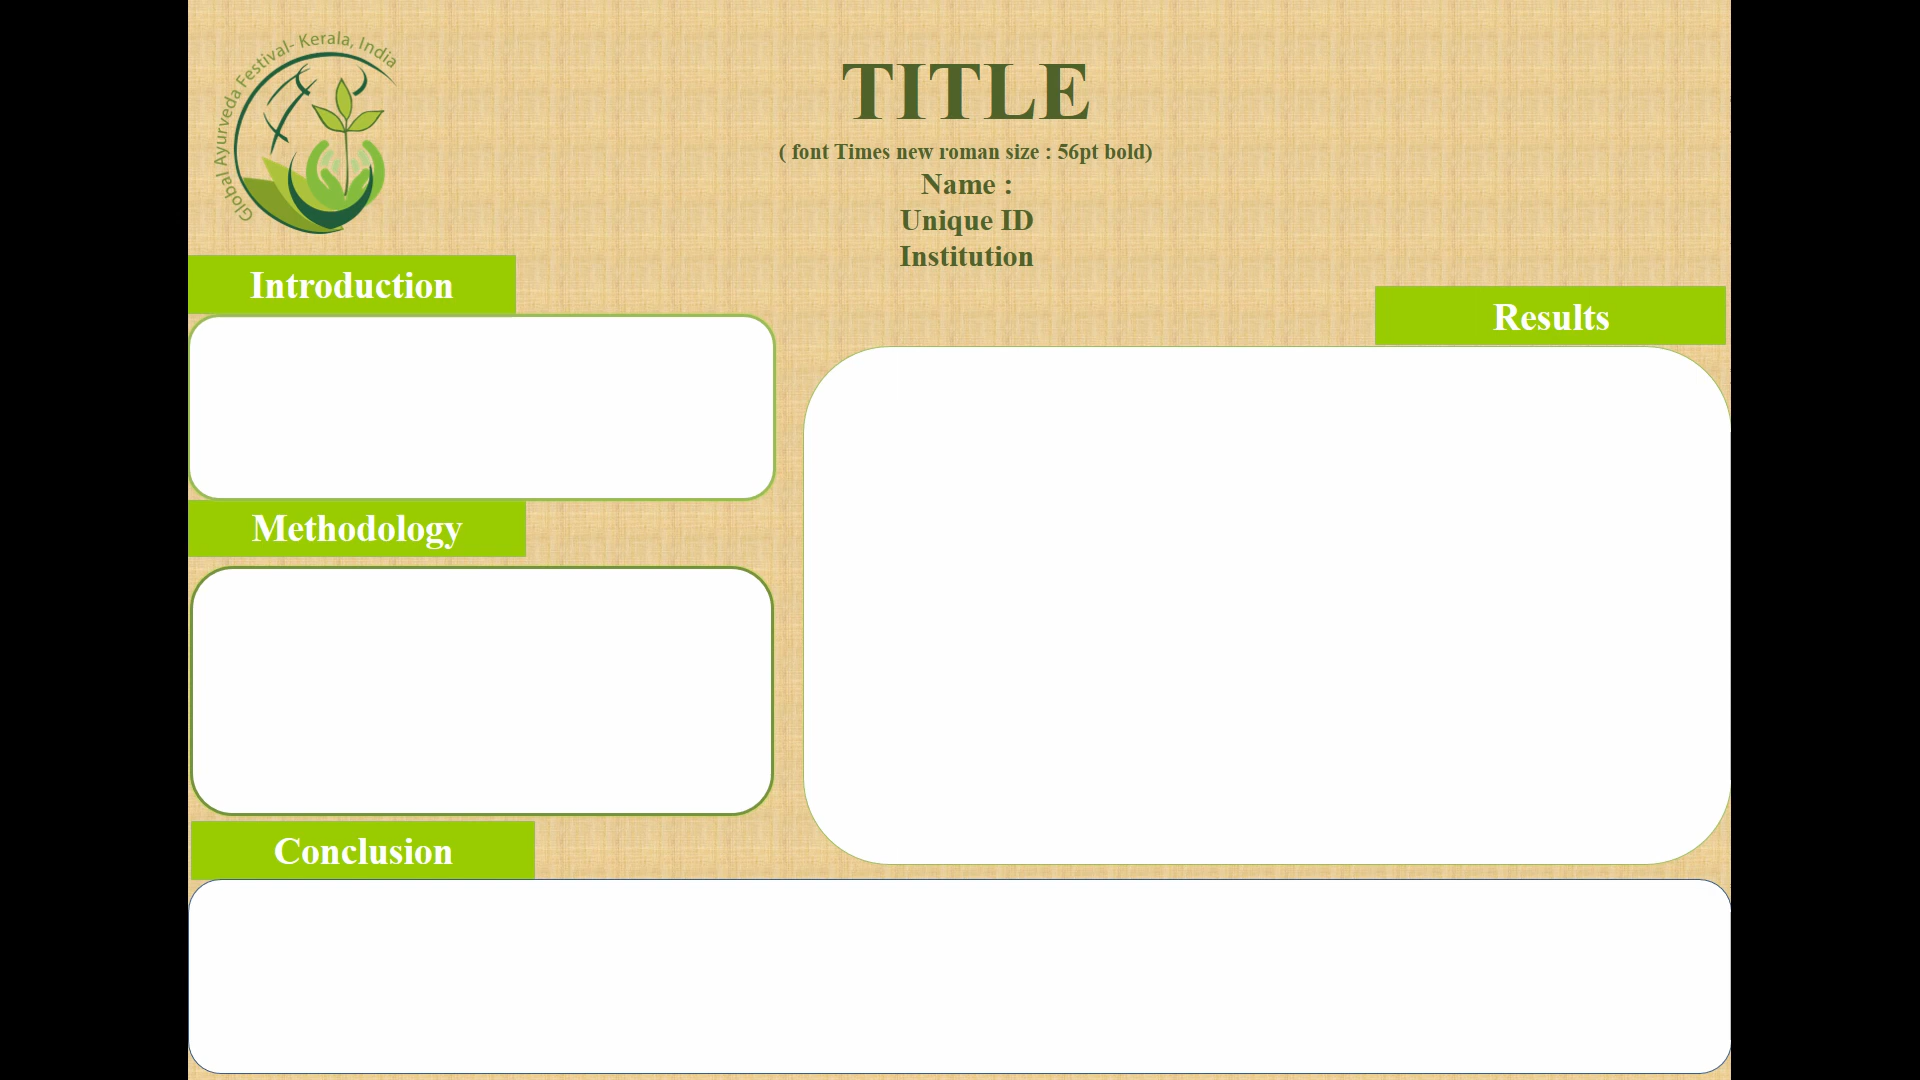 Global Ayurveda Festival- Kerala, India
TITLE
( font Times new roman size : 56pt bold)
Name :
Unique ID
Institution
Introduction
Results
Methodology
Conclusion